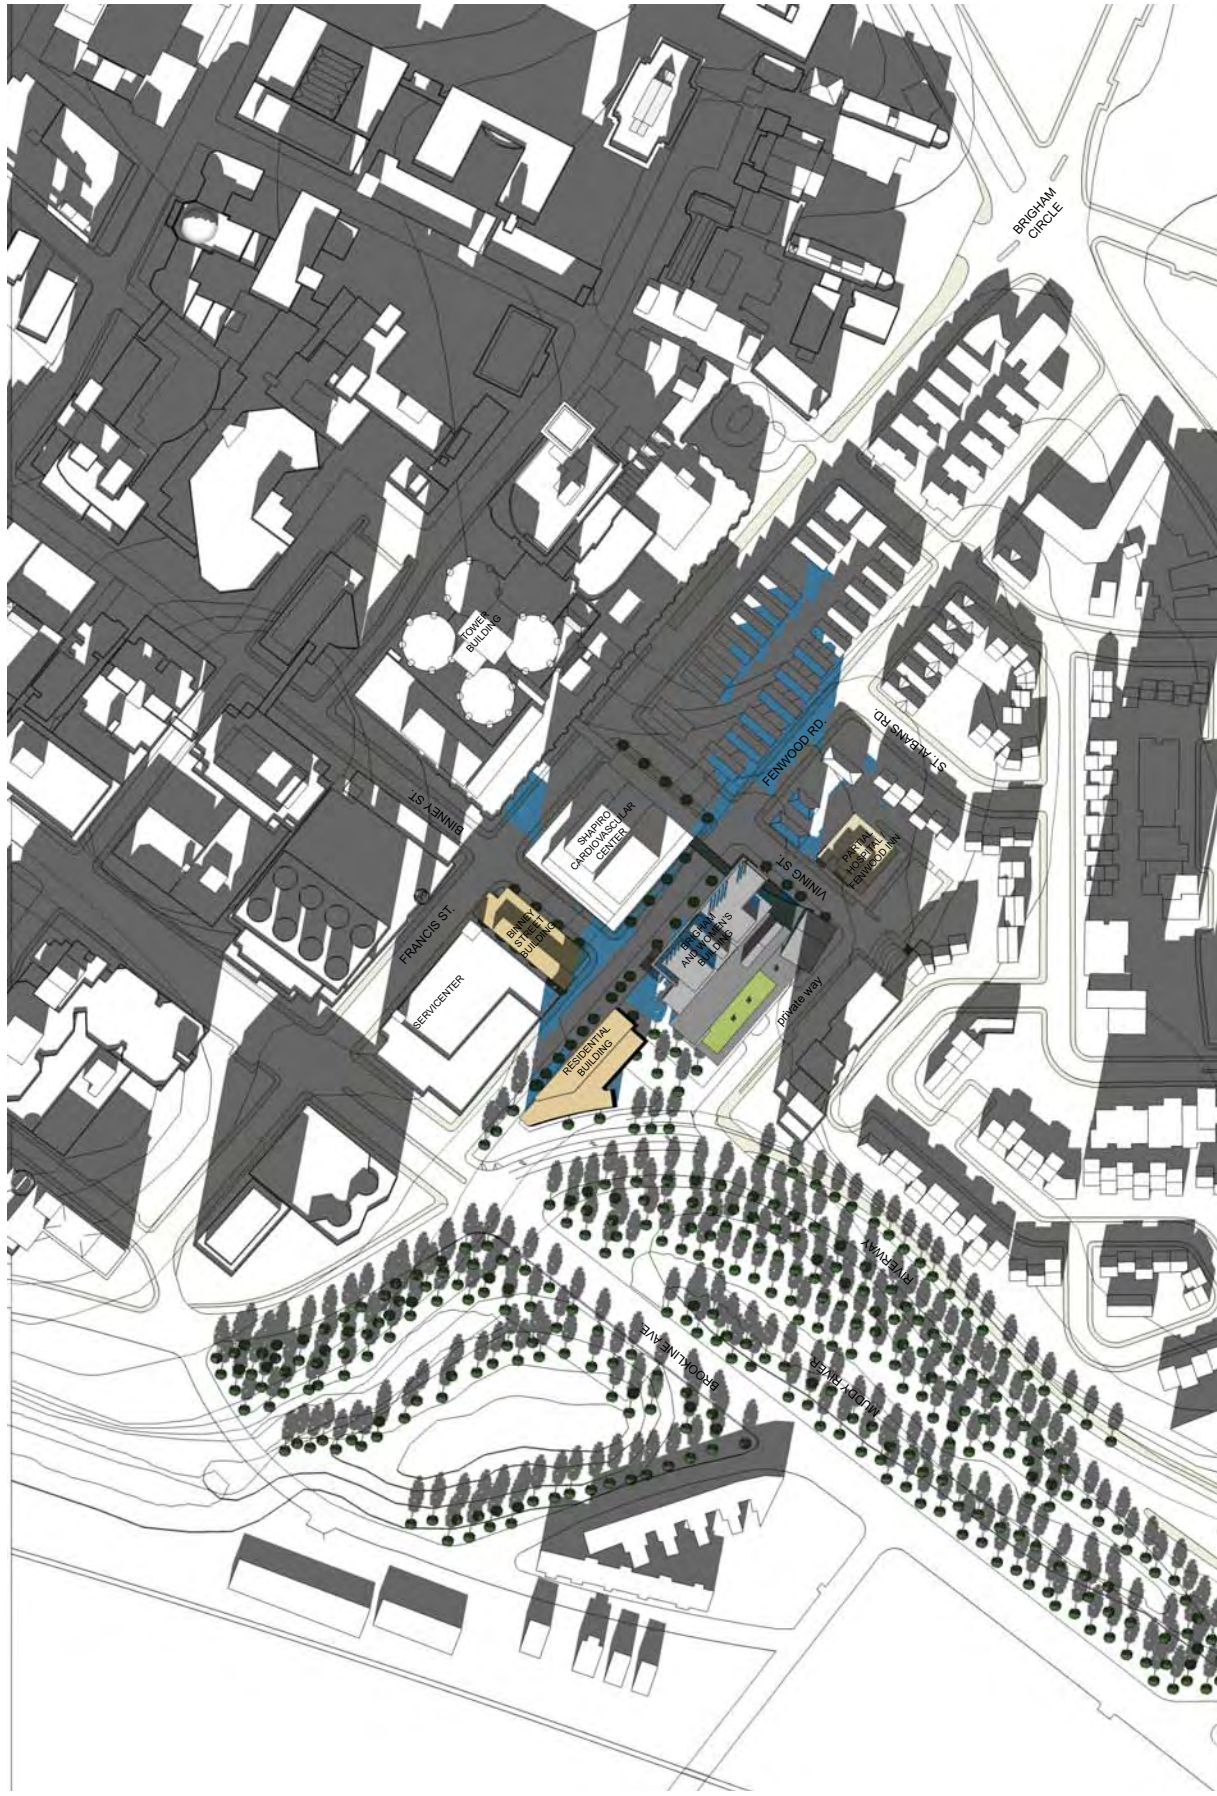 BRIGHAM
CIRCLE
TOWER
BUILDING
ST. ALBANS RD.
FENWOOD RD.
BINNEY ST.
SHAPIRO
CARDIOVASCULAR
CENTER
PARTIAL
HOSPITAL
FENWOOD INN
VINING ST.
FRANCIS ST.
BINNEY
STREET
BUILDING
BRIGHAM
AND WOMEN'S
BUILDING
SERVICENTER
private way
RESIDENTIAL
BUILDING
RIVERWAY
BROOKLINE AVE.
MUDDY RIVER